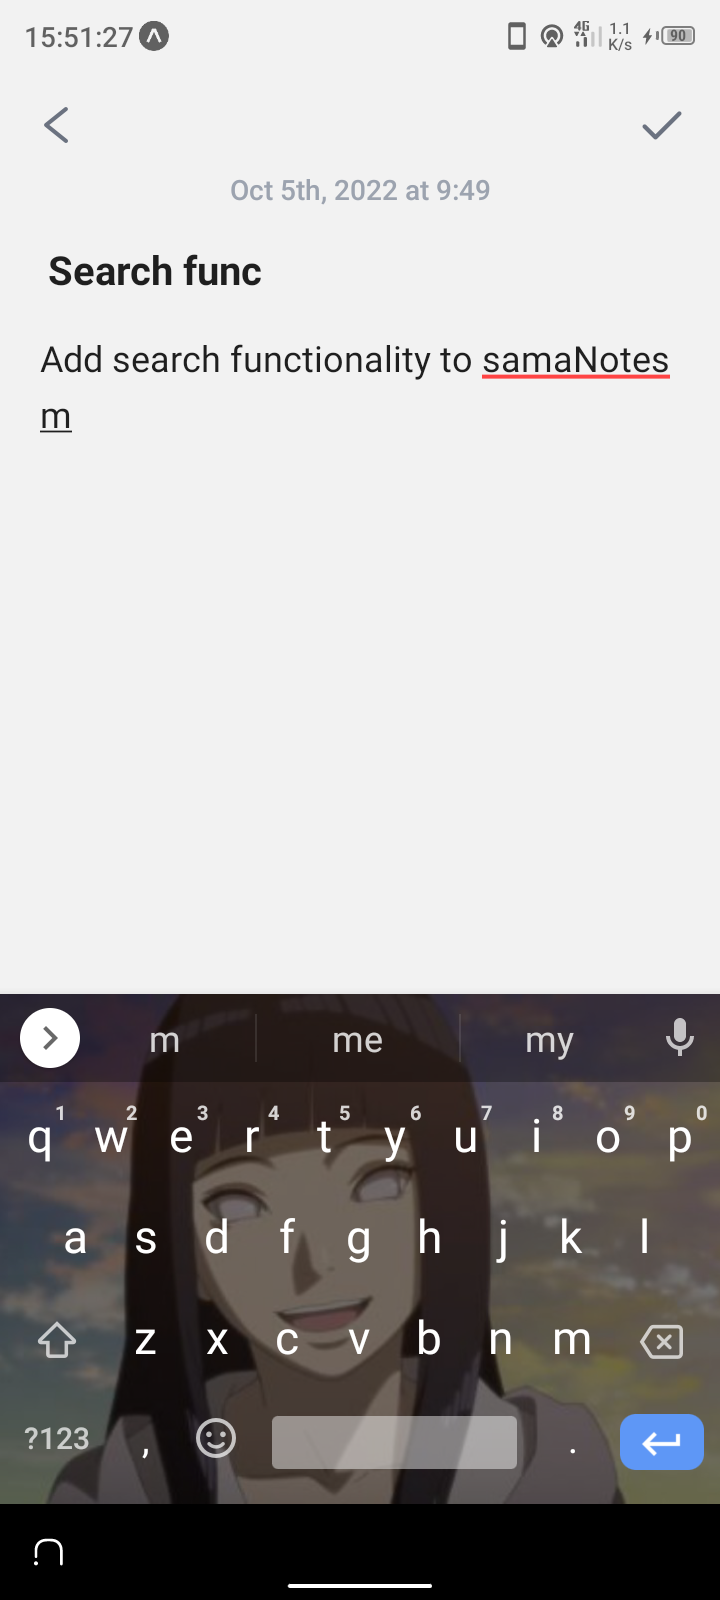 15:51:27 4G 1.1 K/s 90
Oct 5th, 2022 at 9:49
Search func
Add search functionality to samaNotes
m
m me my
1 2 3 4 5 6 7 8 9 0
q w e r t y u i o p
a s d f g h j k l
z x c v b n m
?123 , .